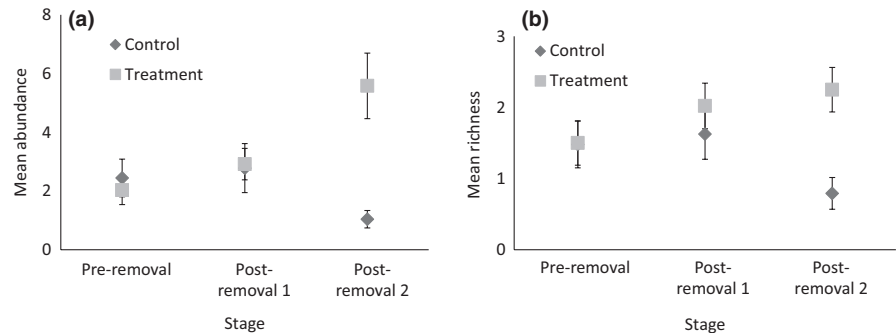 (a)
Mean abundance
8
6
4
2
0
Control
Treatment
Pre-removal
Post-
removal 1
Post-
removal 2
Stage
(b)
Mean richness
3
2
1
0
Control
Treatment
Pre-removal
Post-
removal 1
Post-
removal 2
Stage